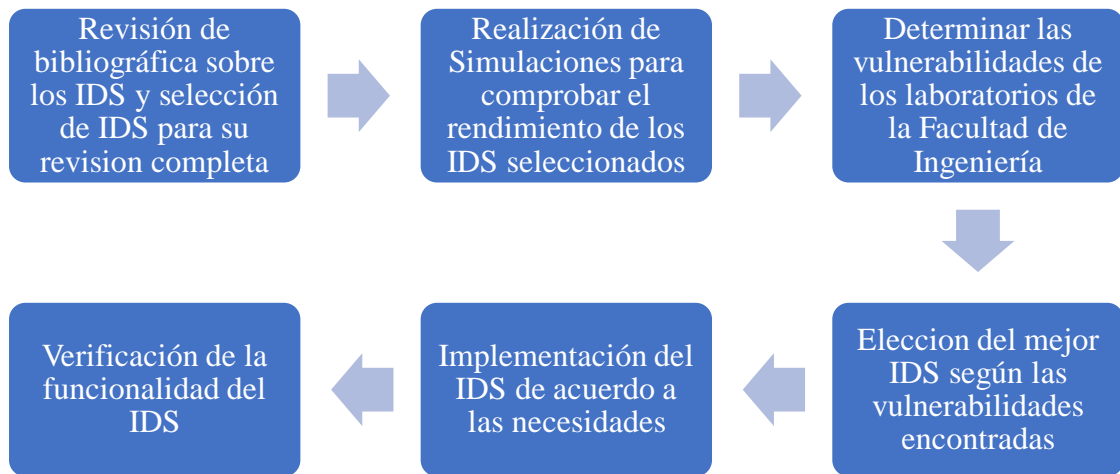 Revisión de
bibliográfica sobre
los IDS y selección
de IDS para su
revision completa
Realización de
Simulaciones para
comprobar el
rendimiento de los
IDS seleccionados
Determinar las
vulnerabilidades de
los laboratorios de
la Facultad de
Ingeniería
Eleccion del mejor
IDS según las
vulnerabilidades
encontradas
Implementación del
IDS de acuerdo a
las necesidades
Verificación de la
funcionalidad del
IDS